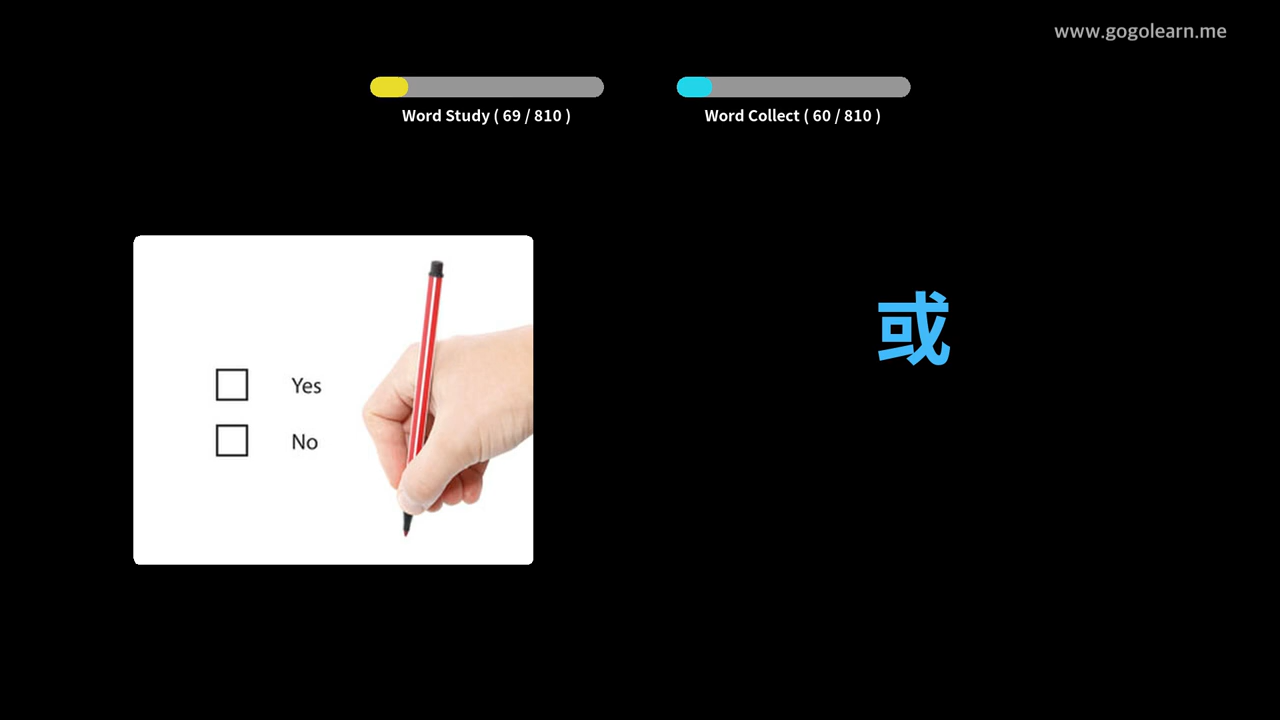 www.gogolearn.me
Word Study ( 69 / 810 )
Word Collect ( 60 / 810 )
Yes
No
或